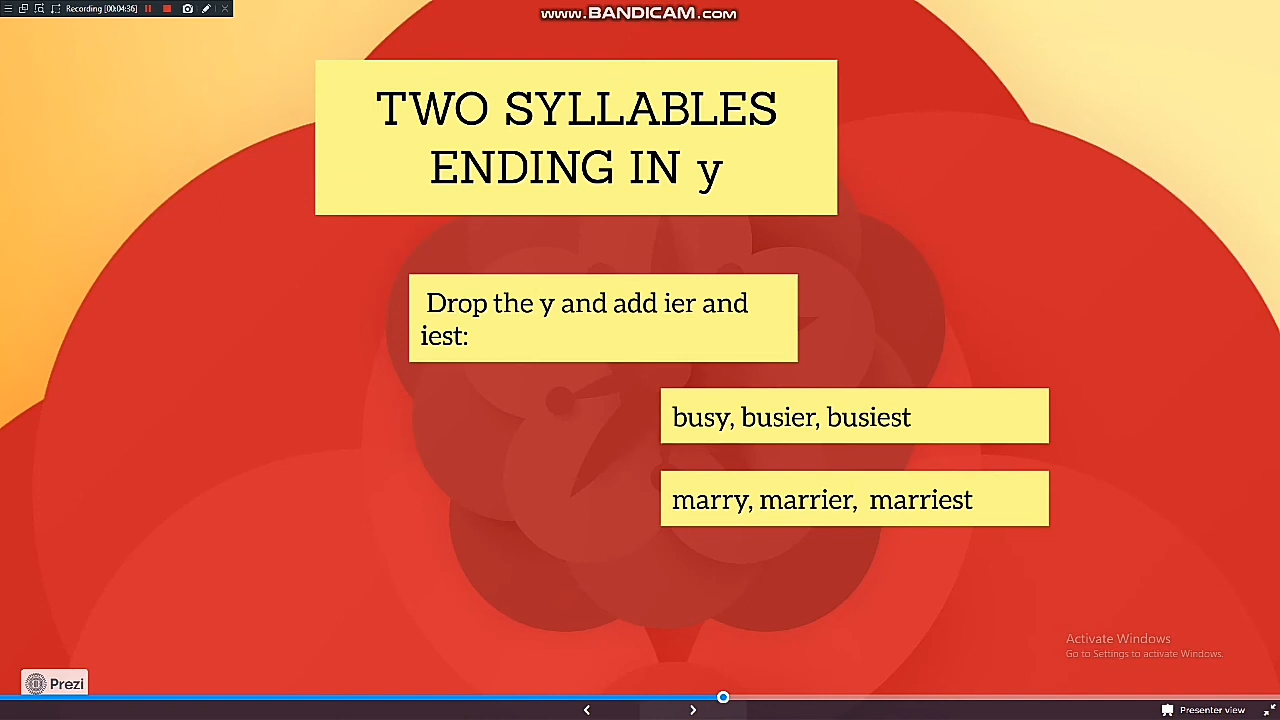 Recording [00:04:36]
www.BANDICAM.com
TWO SYLLABLES
ENDING IN y
Drop the y and add ier and
iest:
busy, busier, busiest
marry, marrier, marriest
Activate Windows
Go to Settings to activate Windows.
Prezi
Presenter view